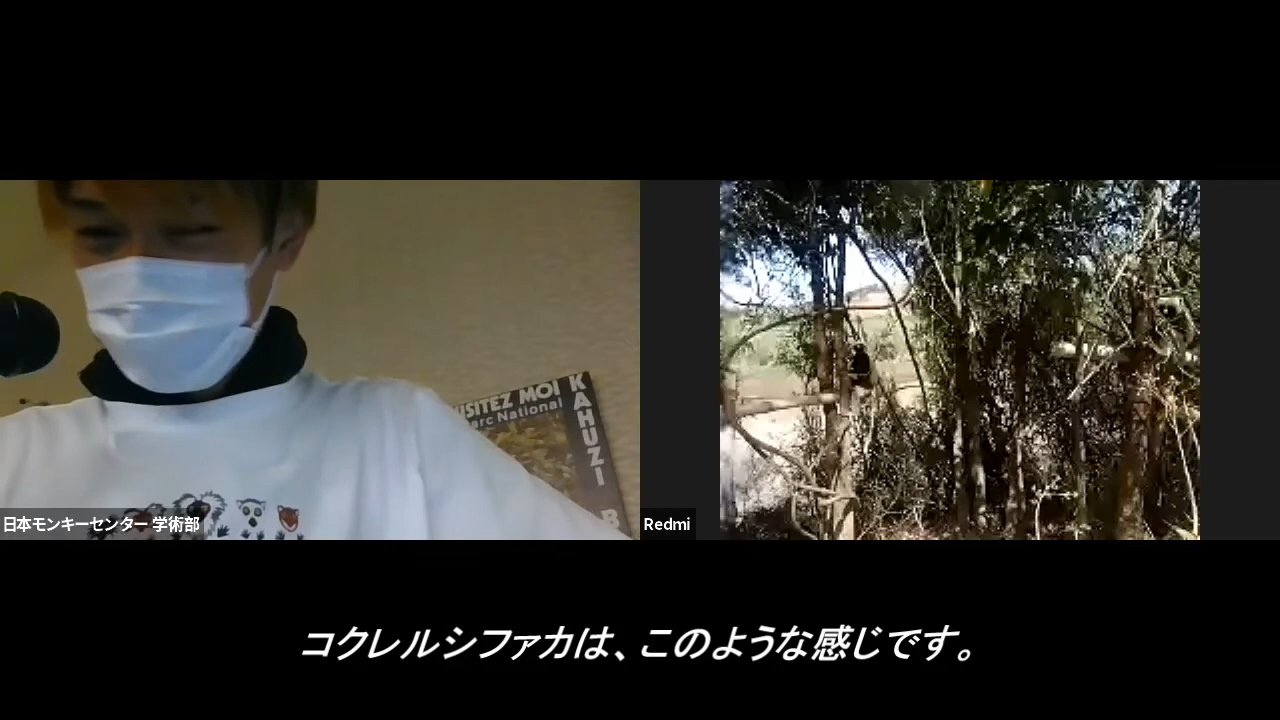 ISITEZ MOI
arc National
KAHUZI
B
日本モンキーセンター 学術部
Redmi
コクレルシファカは、このような感じです。